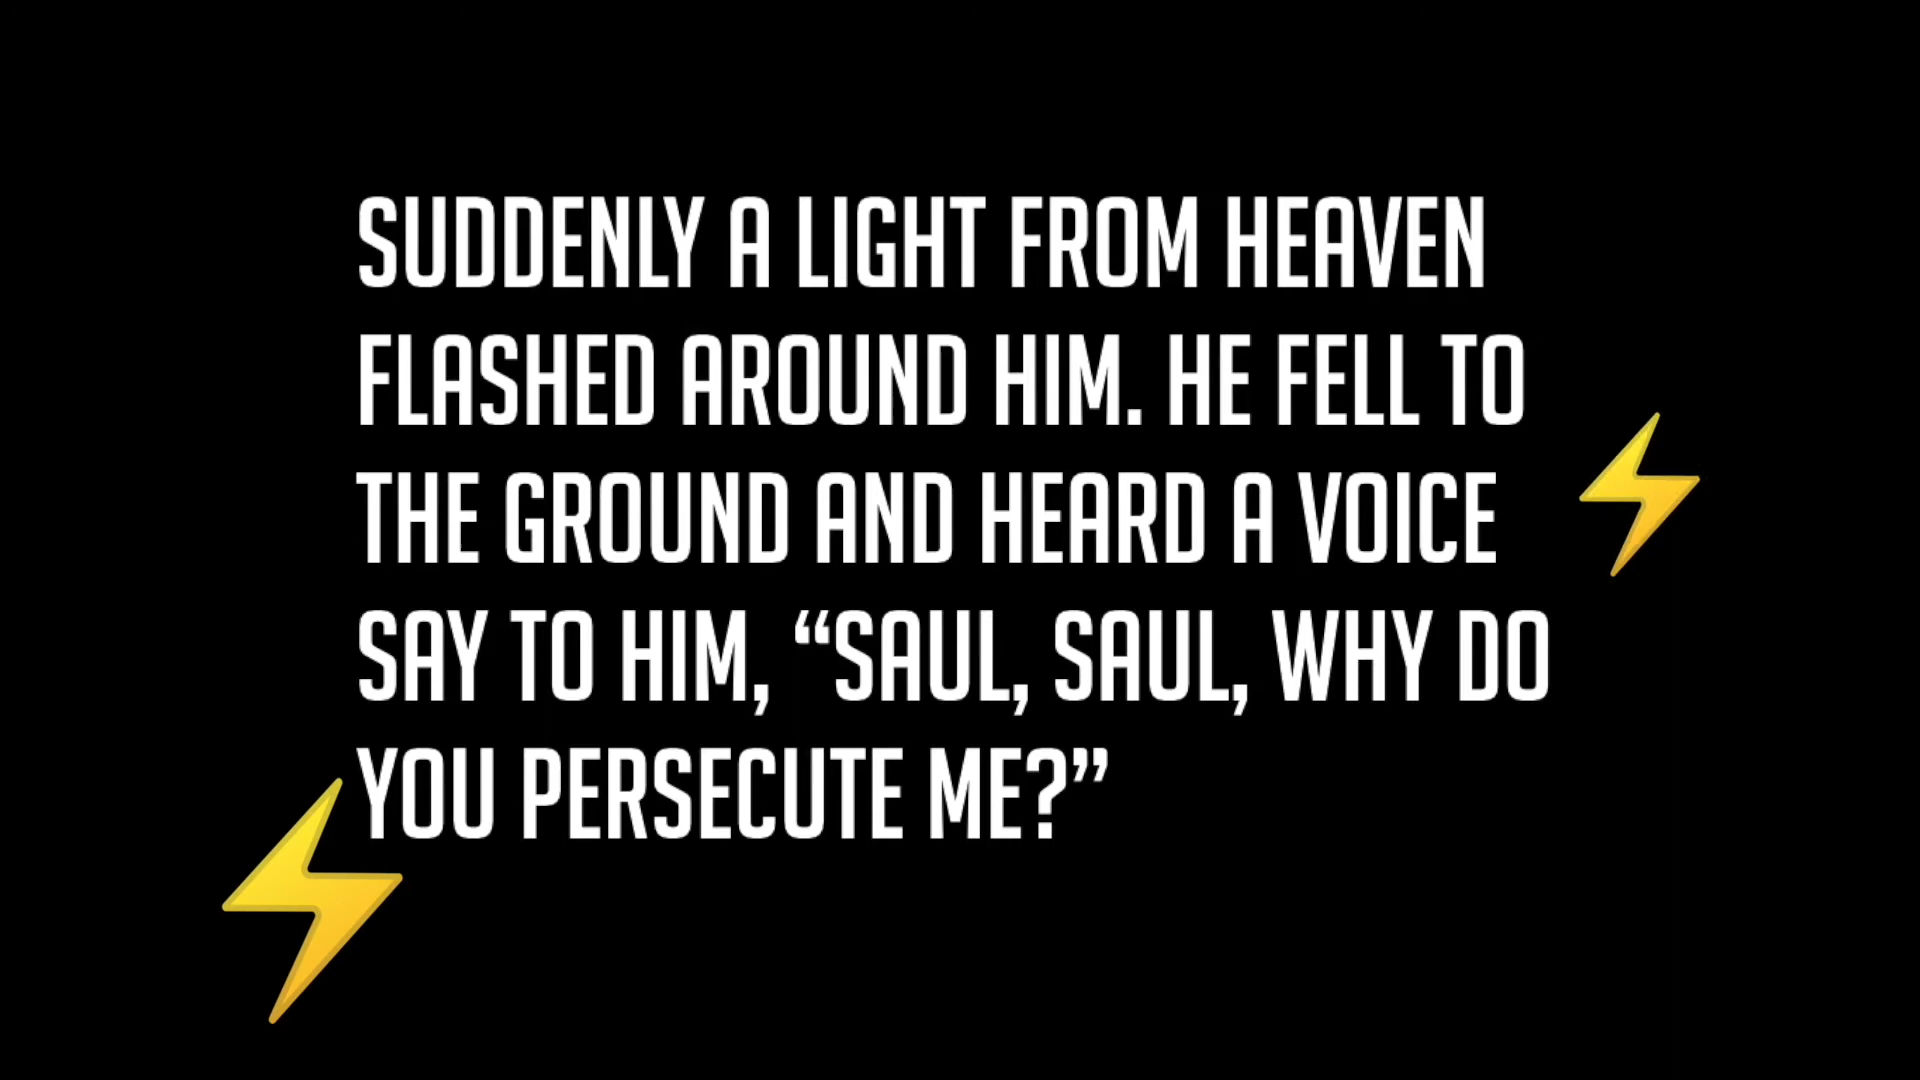 SUDDENLY A LIGHT FROM HEAVEN
FLASHED AROUND HIM. HE FELL TO
THE GROUND AND HEARD A VOICE
SAY TO HIM, “SAUL, SAUL, WHY DO
YOU PERSECUTE ME?”